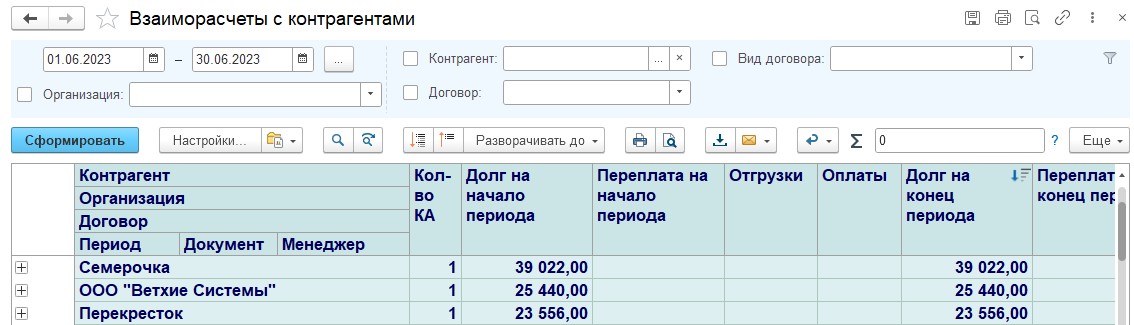 Взаиморасчеты с контрагентами
01.06.2023 – 30.06.2023 ... Контрагент: ... × Вид договора:
Организация: Договор:
Сформировать Настройки... Разворачивать до Σ 0 ? Еще
Контрагент
Организация
Договор
Период Документ Менеджер
Кол-
во
КА
Долг на
начало
периода
Переплата на
начало
периода
Отгрузки
Оплаты
Долг на
конец
периода
Переплат
конец пер
Семерочка 1 39 022,00 39 022,00
ООО "Ветхие Системы" 1 25 440,00 25 440,00
Перекресток 1 23 556,00 23 556,00